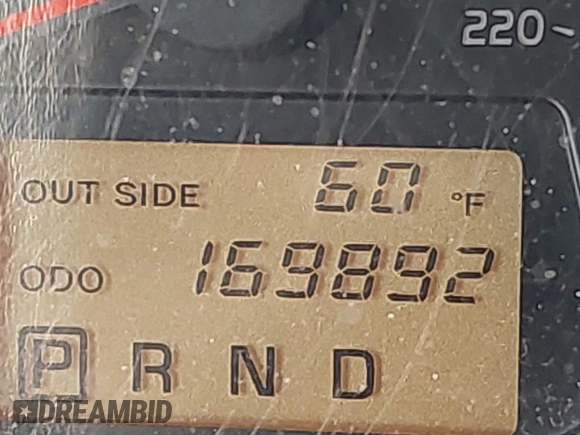 220
OUT SIDE 60 °F
ODO 169892
P R N D
DREAMBID